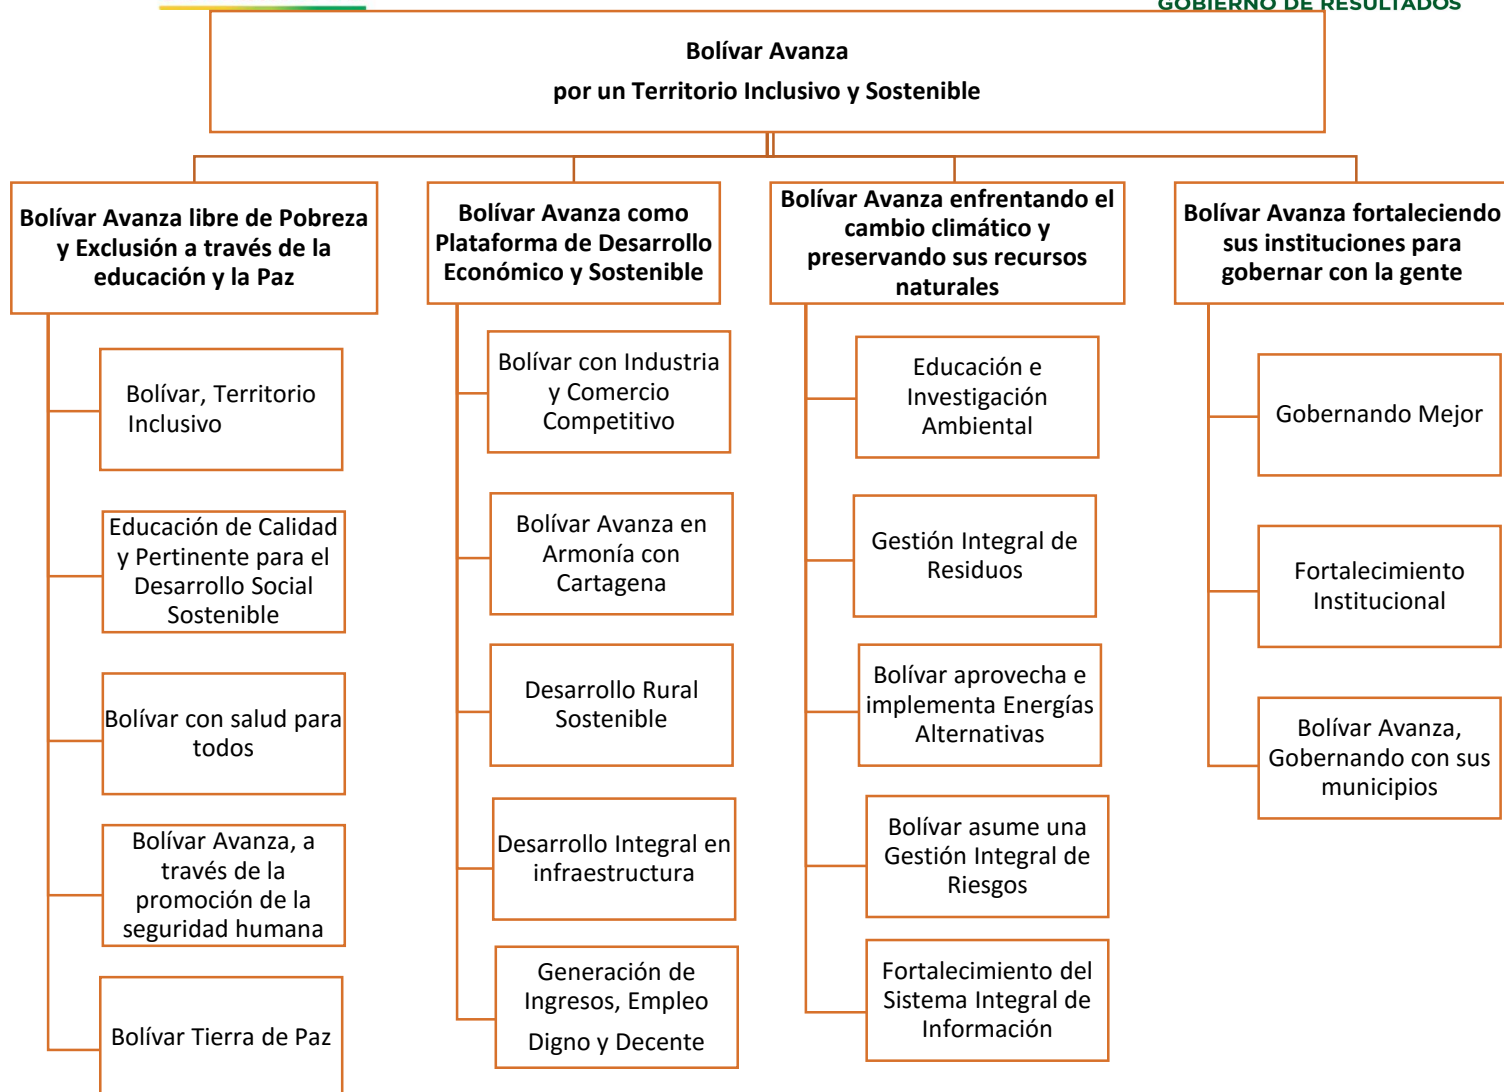 GOBIERNO DE RESULTADOS
Bolívar Avanza
por un Territorio Inclusivo y Sostenible
Bolívar Avanza libre de Pobreza
y Exclusión a través de la
educación y la Paz
Bolívar, Territorio
Inclusivo
Educación de Calidad
y Pertinente para el
Desarrollo Social
Sostenible
Bolívar con salud para
todos
Bolívar Avanza, a
través de la
promoción de la
seguridad humana
Bolívar Tierra de Paz
Bolívar Avanza como
Plataforma de Desarrollo
Económico y Sostenible
Bolívar con Industria
y Comercio
Competitivo
Bolívar Avanza en
Armonía con
Cartagena
Desarrollo Rural
Sostenible
Desarrollo Integral en
infraestructura
Generación de
Ingresos, Empleo
Digno y Decente
Bolívar Avanza enfrentando el
cambio climático y
preservando sus recursos
naturales
Educación e
Investigación
Ambiental
Gestión Integral de
Residuos
Bolívar aprovecha e
implementa Energías
Alternativas
Bolívar asume una
Gestión Integral de
Riesgos
Fortalecimiento del
Sistema Integral de
Información
Bolívar Avanza fortaleciendo
sus instituciones para
gobernar con la gente
Gobernando Mejor
Fortalecimiento
Institucional
Bolívar Avanza,
Gobernando con sus
municipios